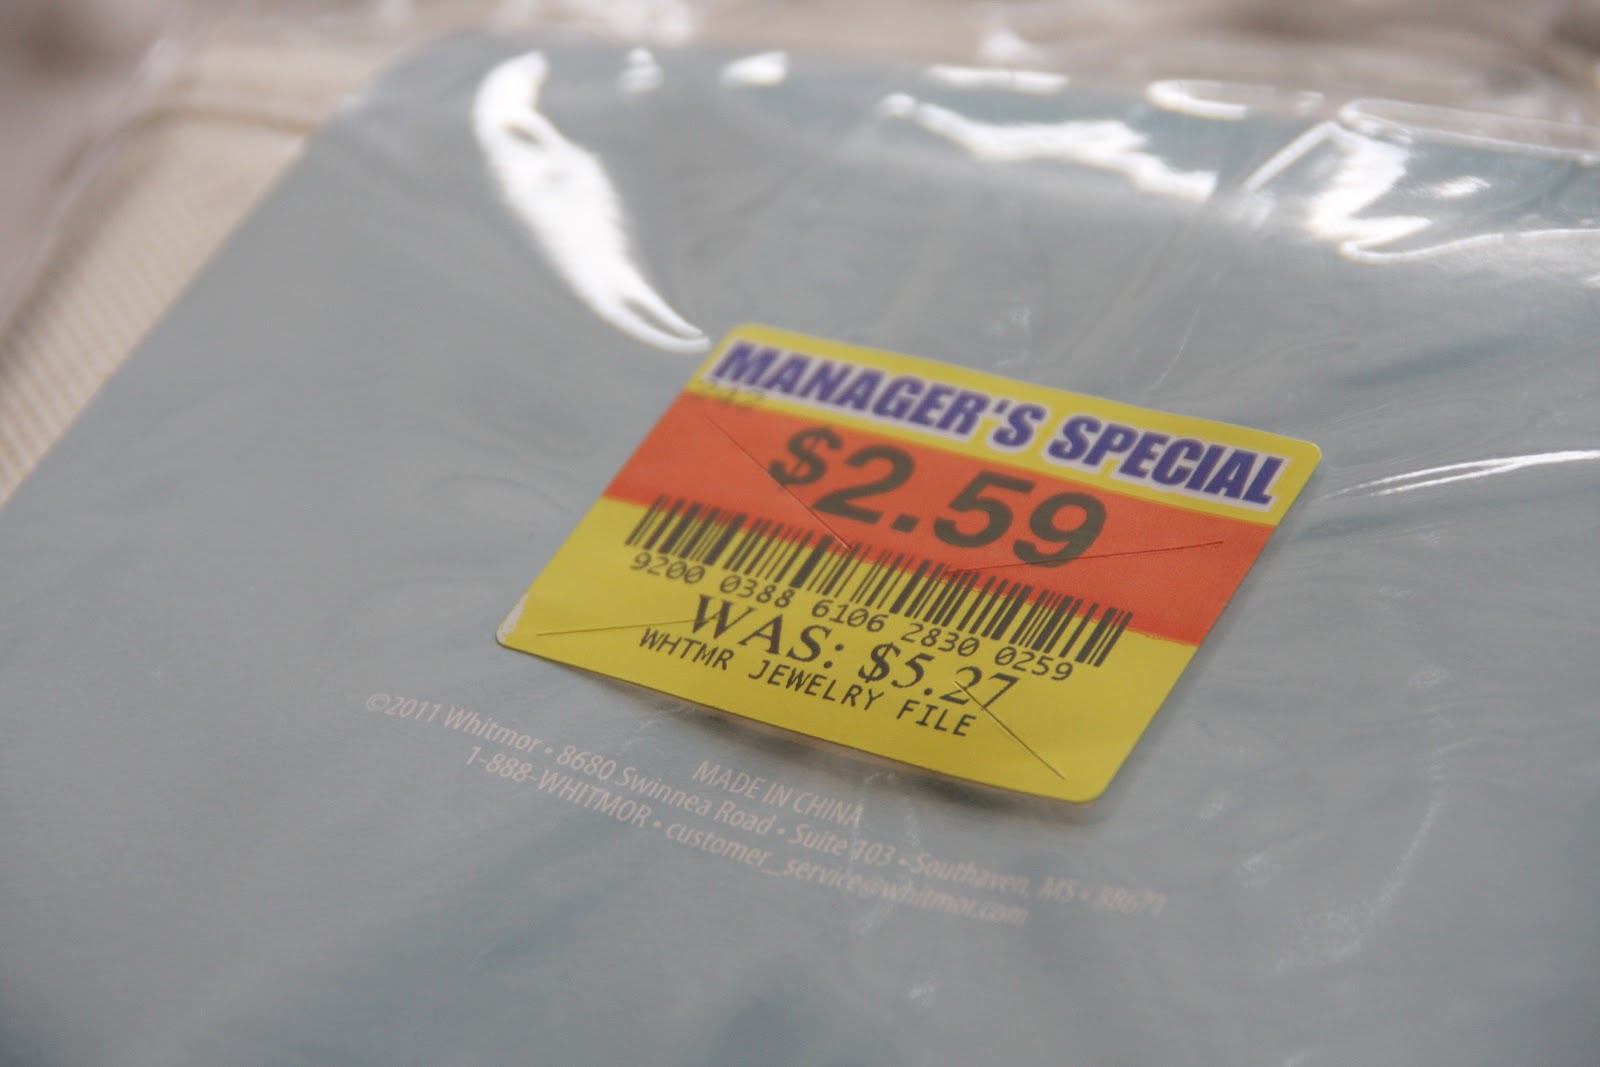 MANAGER'S SPECIAL
$2.59
9200 0388 6106 2830 0259
WAS: $5.27
WHTMR JEWELRY FILE
MADE IN CHINA
©2011 Whitmor • 8680 Swinnea Road • Suite 103 • Southaven, MS • 38671
1-888-WHITMOR • customer_service@whitmor.com